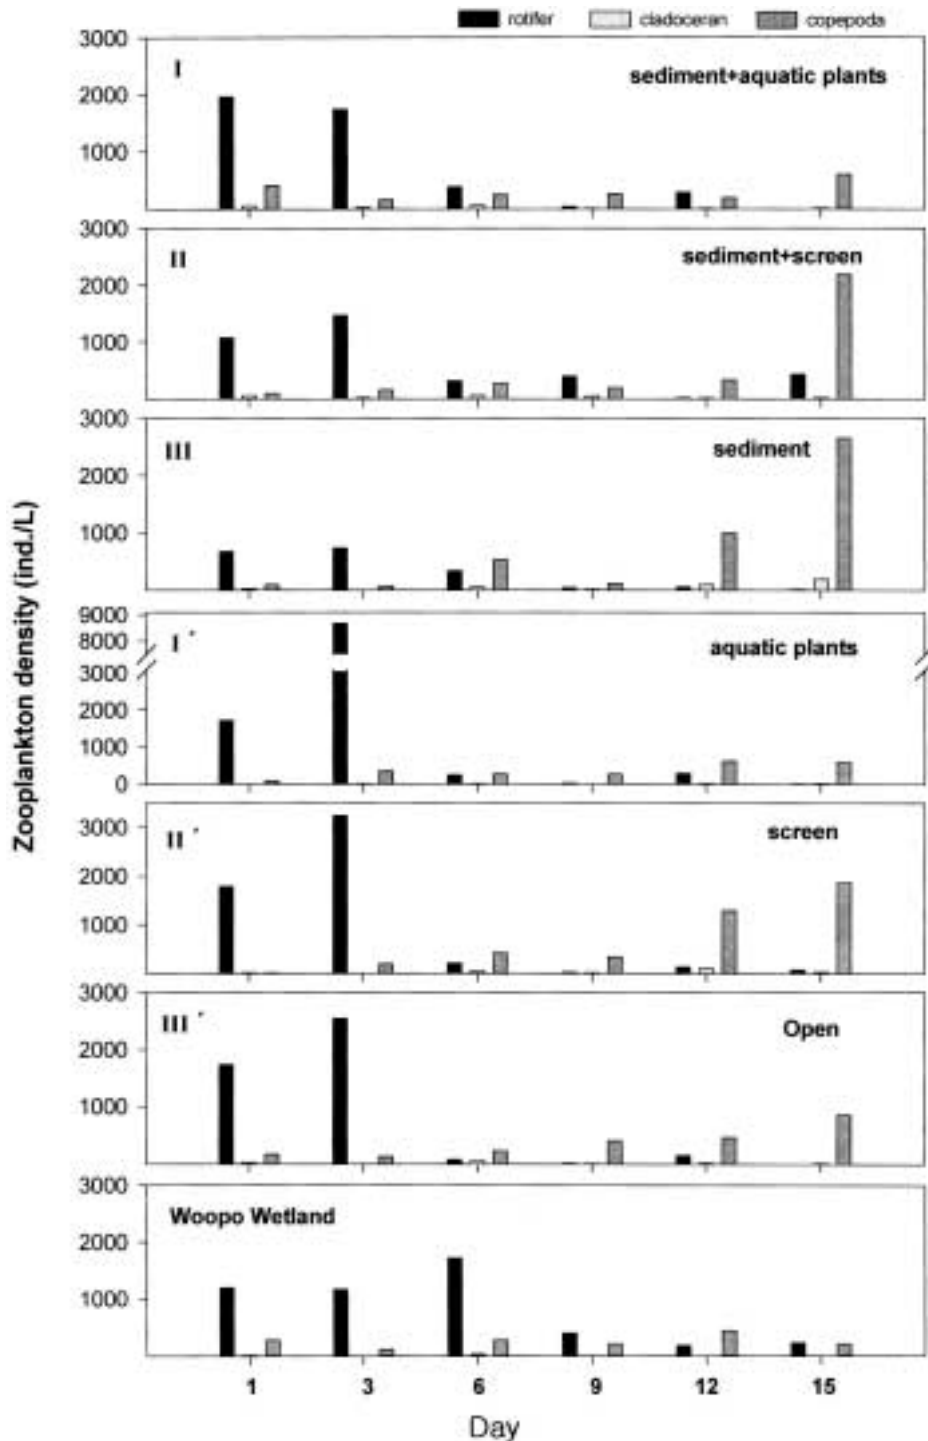 rotifer cladoceran copepoda
3000
I
sediment+aquatic plants
2000
1000
3000
II
sediment+screen
2000
1000
3000
III
sediment
2000
1000
9000
I ´
aquatic plants
8000
3000
2000
1000
0
3000
II ´
screen
2000
1000
3000
III ´
Open
2000
1000
3000
Woopo Wetland
2000
1000
1 3 6 9 12 15
Day
Zooplankton density (ind./L)